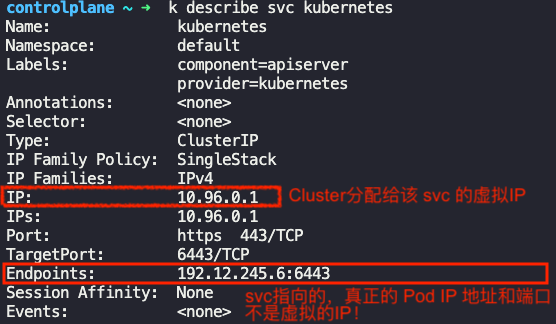 controlplane ~ ➜  k describe svc kubernetes
Name:              kubernetes
Namespace:         default
Labels:            component=apiserver
                   provider=kubernetes
Annotations:       <none>
Selector:          <none>
Type:              ClusterIP
IP Family Policy:  SingleStack
IP Families:       IPv4
IP:                10.96.0.1 Cluster分配给该 svc 的虚拟IP
IPs:               10.96.0.1
Port:              https  443/TCP
TargetPort:        6443/TCP
Endpoints:         192.12.245.6:6443
Session Affinity:  None
svc指向的，真正的 Pod IP 地址和端口
Events:            <none>
不是虚拟的IP！